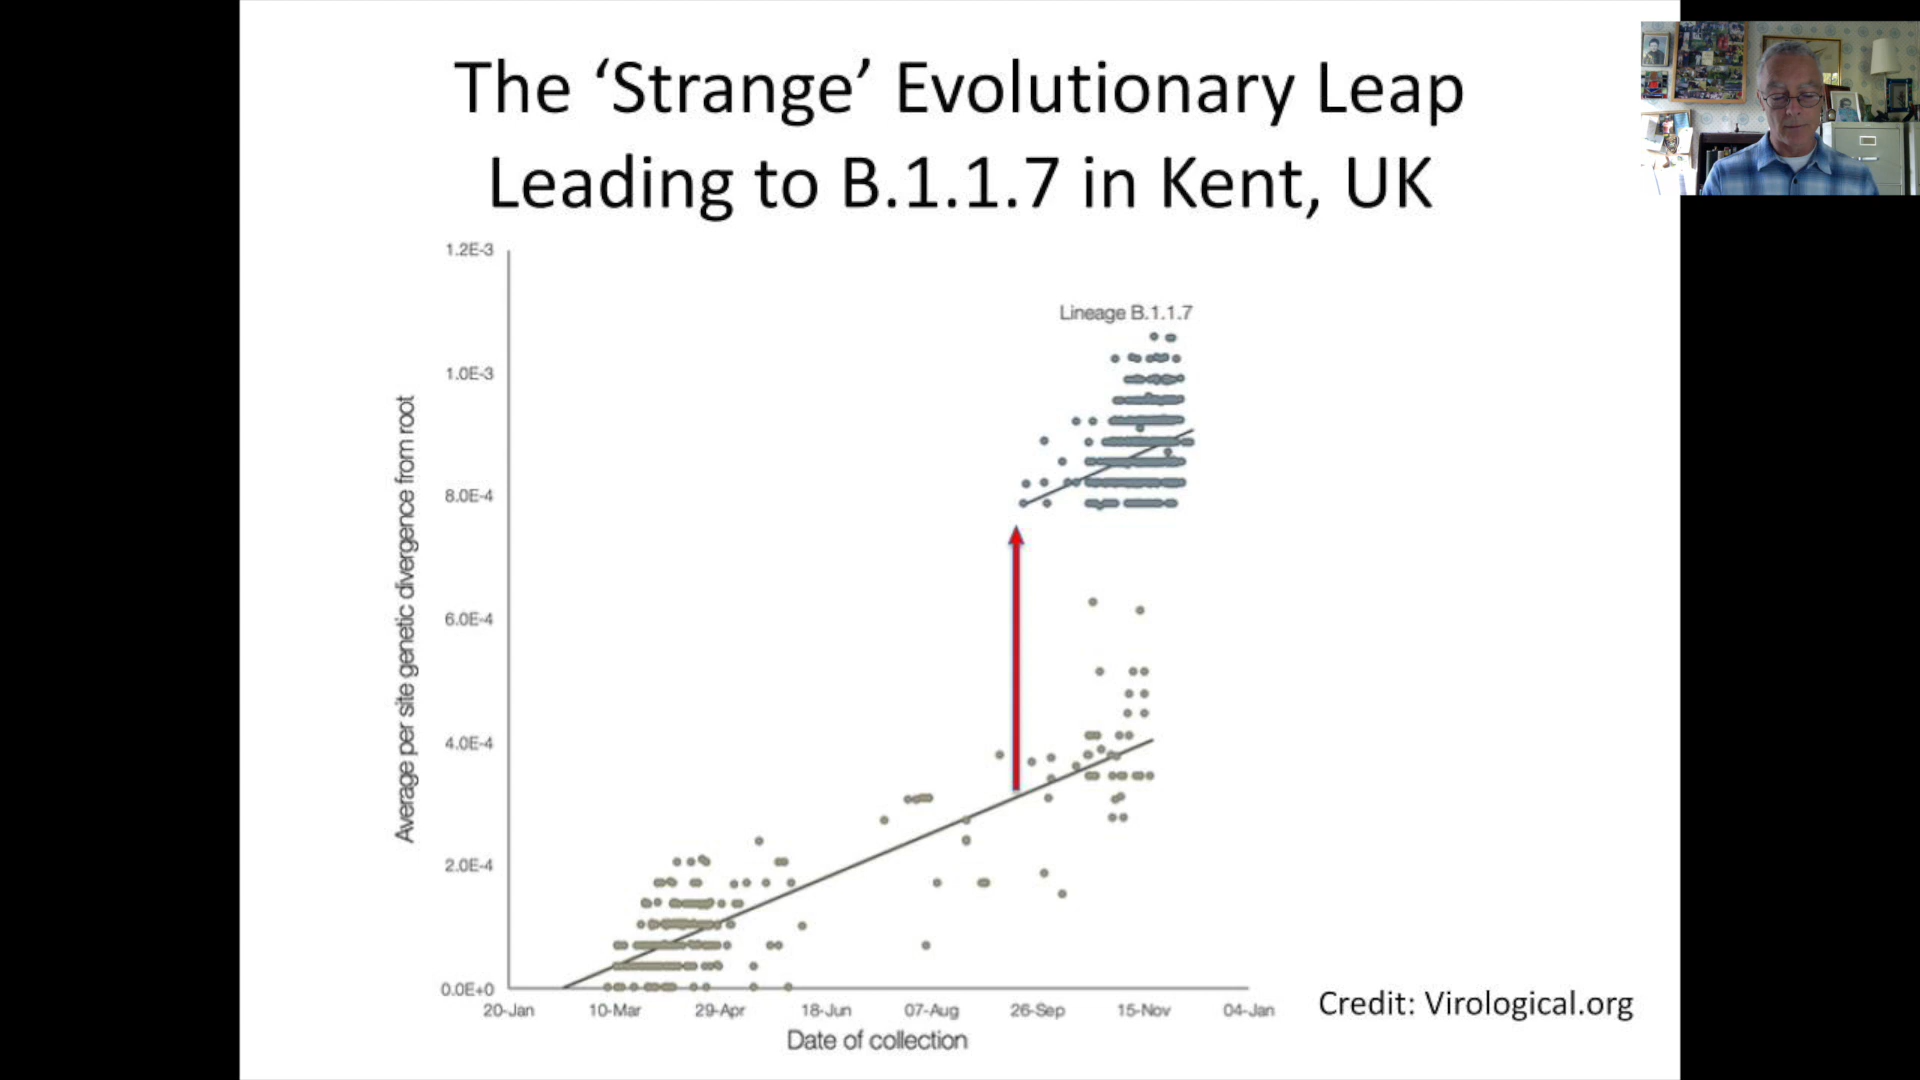 The ‘Strange’ Evolutionary Leap
Leading to B.1.1.7 in Kent, UK
1.2E-3
Lineage B.1.1.7
1.0E-3
8.0E-4
6.0E-4
4.0E-4
2.0E-4
0.0E+0
Average per site genetic divergence from root
20-Jan 10-Mar 29-Apr 18-Jun 07-Aug 26-Sep 15-Nov 04-Jan
Date of collection
Credit: Virological.org